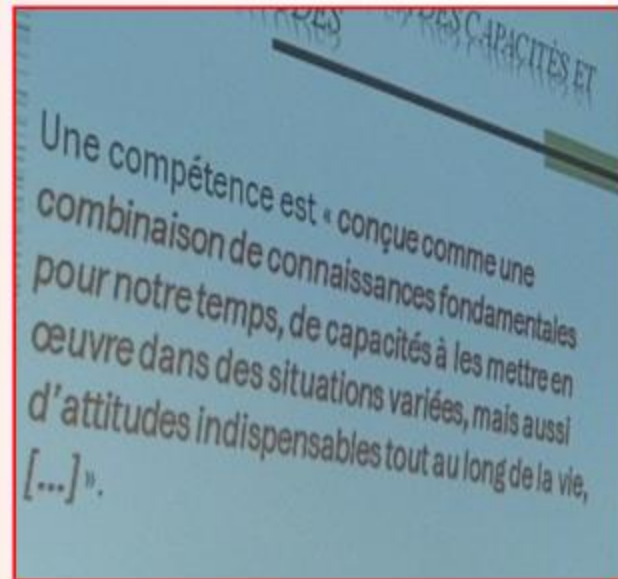 DES CAPACITÉS ET
DES
Une compétence est « conçue comme une
combinaison de connaissances fondamentales
pour notre temps, de capacités à les mettre en
œuvre dans des situations variées, mais aussi
d’attitudes indispensables tout au long de la vie,
[...] ».